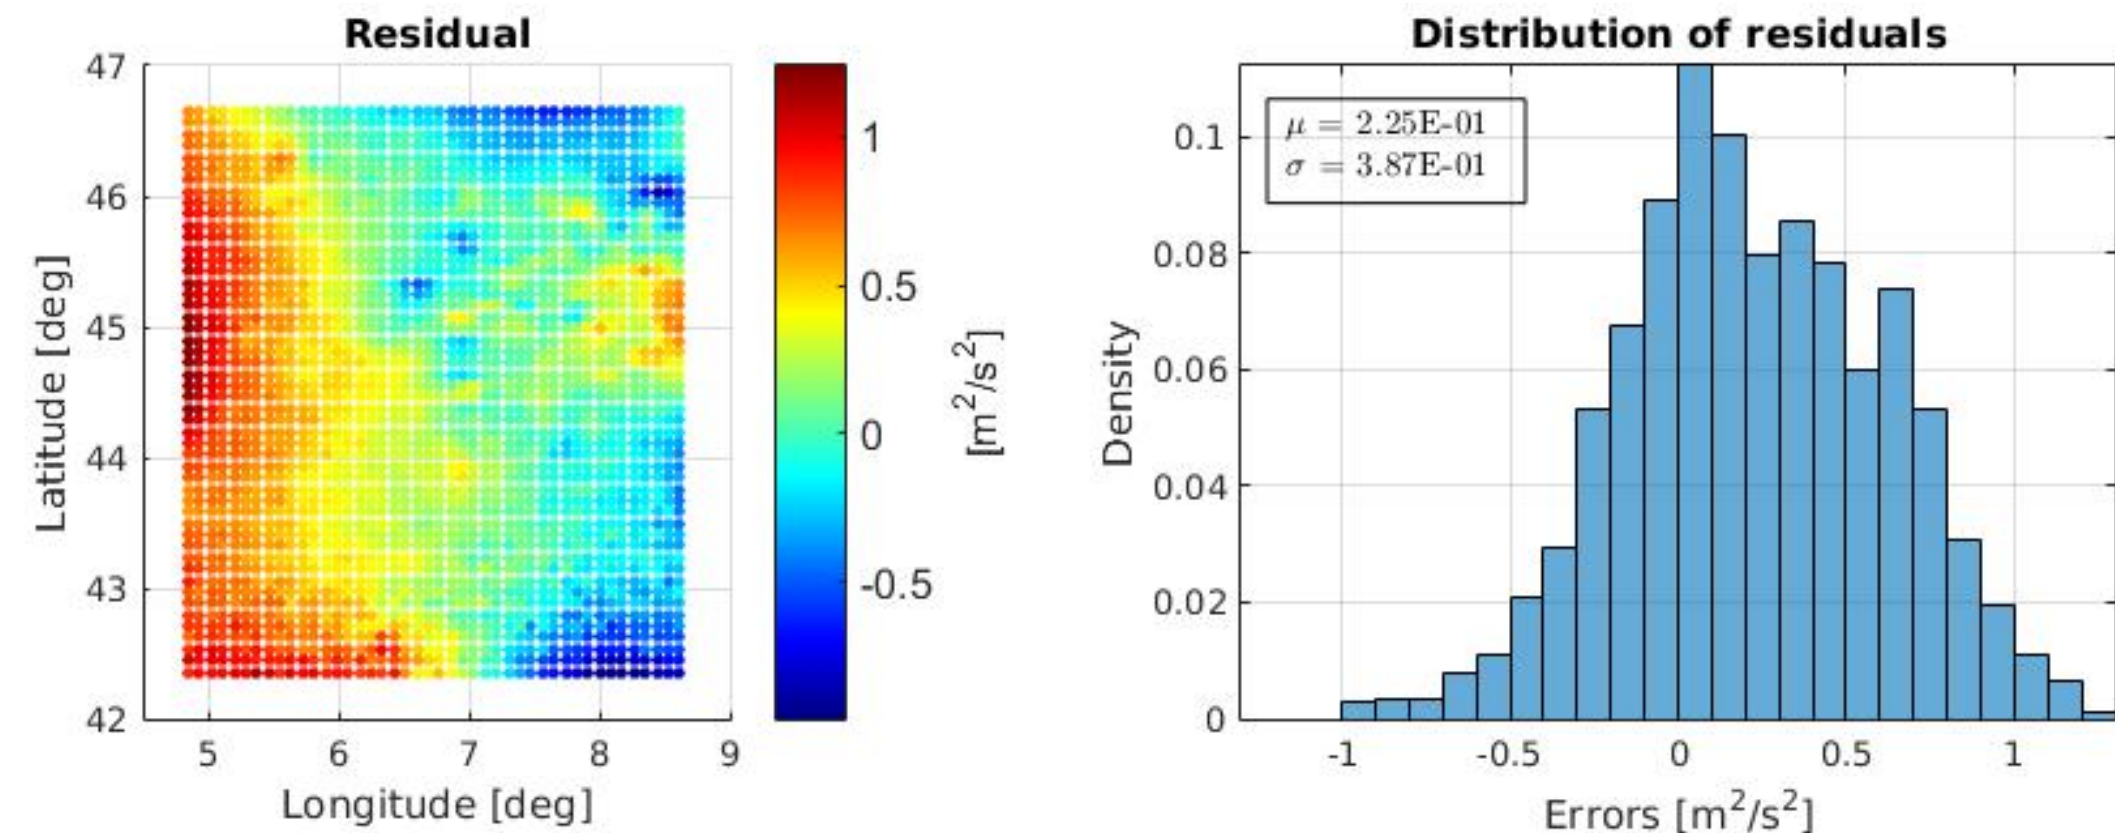 Residual
47
46
45
44
43
42
5 6 7 8 9
Latitude [deg]
Longitude [deg]
1
0.5
0
-0.5
[m²/s²]
Distribution of residuals
μ = 2.25E-01
σ = 3.87E-01
0.1
0.08
0.06
0.04
0.02
0
-1 -0.5 0 0.5 1
Density
Errors [m²/s²]